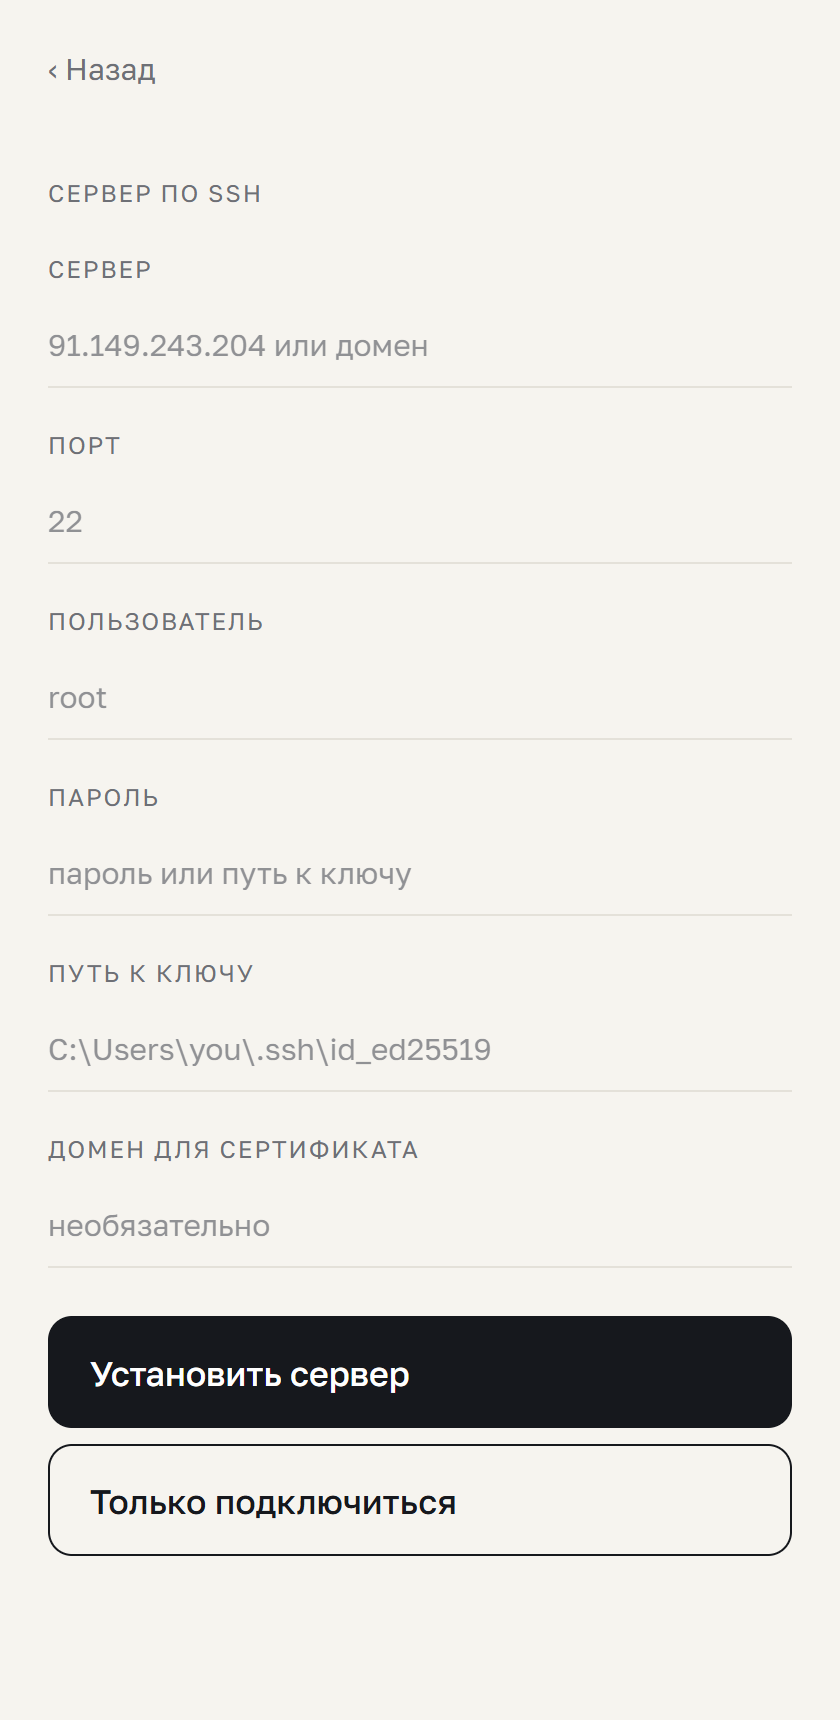 ‹ Назад
СЕРВЕР ПО SSH
СЕРВЕР
91.149.243.204 или домен
ПОРТ
22
ПОЛЬЗОВАТЕЛЬ
root
ПАРОЛЬ
пароль или путь к ключу
ПУТЬ К КЛЮЧУ
C:\Users\you\.ssh\id_ed25519
ДОМЕН ДЛЯ СЕРТИФИКАТА
необязательно
Установить сервер
Только подключиться